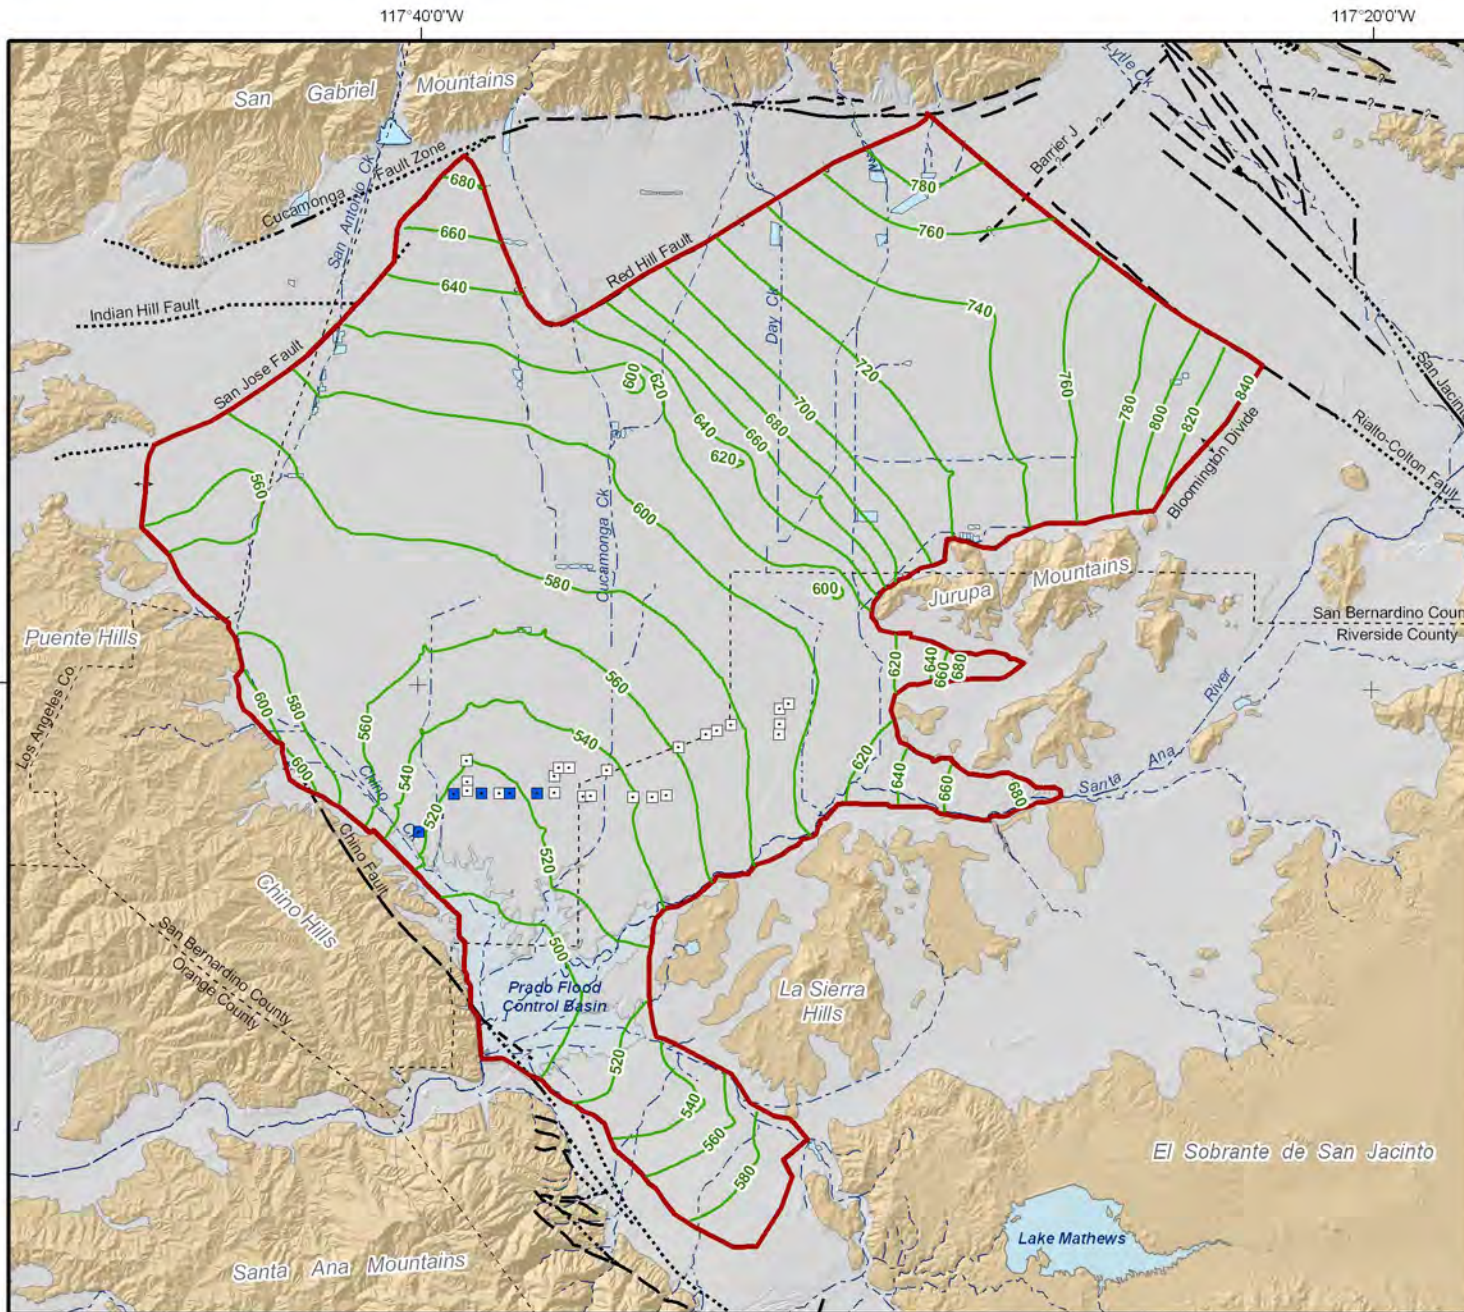 117°40'0"W
117°20'0"W
San Gabriel Mountains
Lytle Ck
Cucamonga Fault Zone
San Antonio Ck
Barrier J
?
?
?
?
680
780
660
760
Red Hill Fault
640
Indian Hill Fault
740
Day Ck
San Jose Fault
San Jacinto
720
600
620
760
840
700
780
800
820
640
680
660
620
Bloomington Divide
Rialto-Colton Fault
560
600
Cucamonga Ck
580
600
Jurupa Mountains
San Bernardino Coun
Riverside County
Puente Hills
620
640
660
680
Los Angeles Co.
600
580
560
560
River
Santa Ana
540
620
640
660
680
600
Chino
Ck
540
520
520
Chino Fault
Chino Hills
500
San Bernardino County
Orange County
Prado Flood
Control Basin
La Sierra
Hills
520
540
560
580
El Sobrante de San Jacinto
Lake Mathews
Santa Ana Mountains